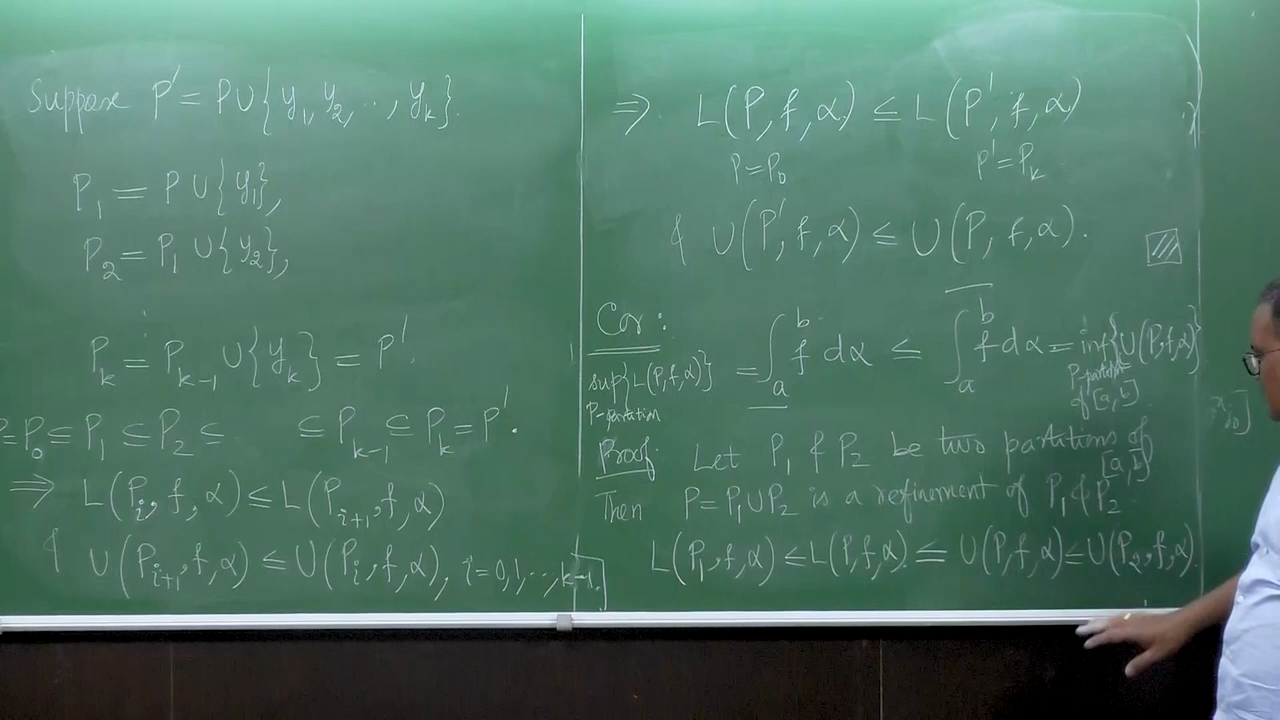 Suppose P' = P∪{y₁, y₂, .., yₖ}.
P₁ = P ∪{y₁},
P₂ = P₁ ∪{y₂},
⋮
Pₖ = Pₖ₋₁ ∪{yₖ} = P'.
P=P₀ ⊆ P₁ ⊆ P₂ ⊆ ⊆ Pₖ₋₁ ⊆ Pₖ = P'.
⇒ L(Pᵢ, f, α) ≤ L(Pᵢ₊₁, f, α)
& U(Pᵢ₊₁, f, α) ≤ U(Pᵢ, f, α), i=0,1,..,k-1.
⇒ L(P, f, α) ≤ L(P', f, α)
P=P₀ P'=Pₖ
& U(P', f, α) ≤ U(P, f, α).
Cor:
sup{L(P,f,α)} = ∫̲ₐᵇ f dα ≤ ∫̅ₐᵇ f dα = inf{U(P,f,α)}
P-partition P-partition of [a,b].
Proof: Let P₁ & P₂ be two partitions of [a,b]
Then P=P₁∪P₂ is a refinement of P₁&P₂.
L(P₁,f,α) ≤ L(P,f,α) ≤ U(P,f,α) ≤ U(P₂,f,α).